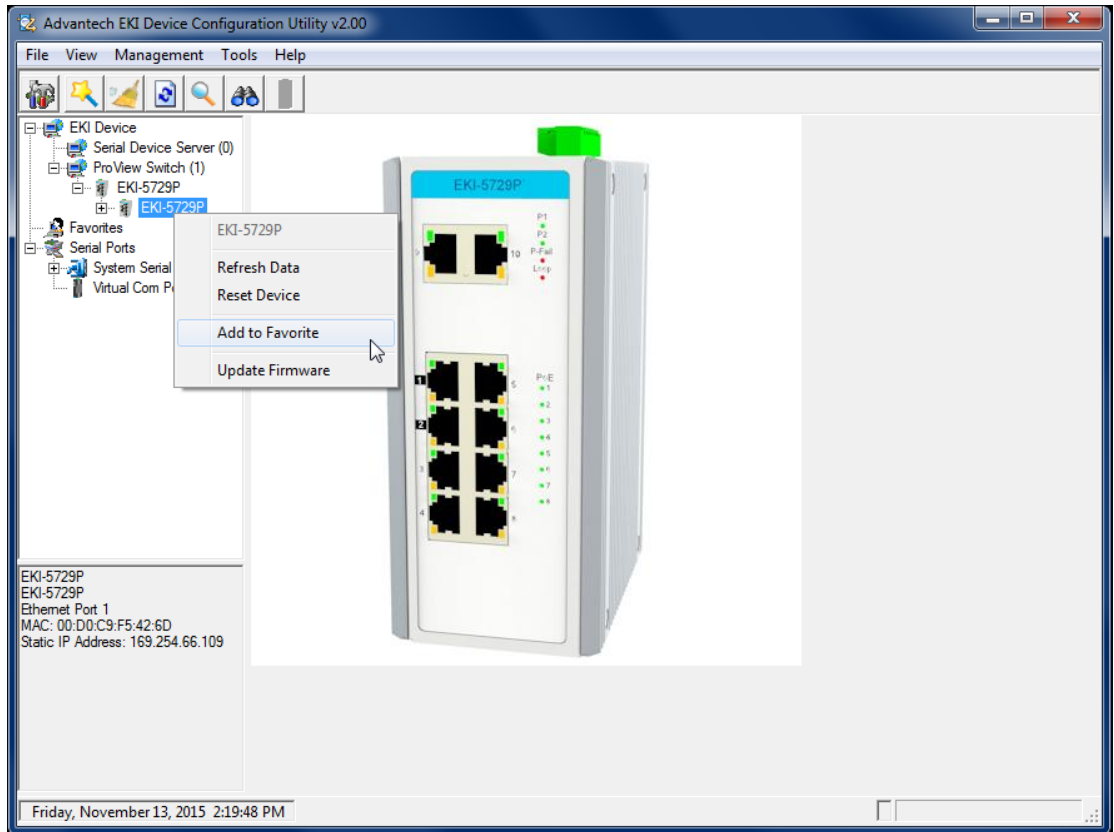 Advantech EKI Device Configuration Utility v2.00
File View Management Tools Help
EKI Device
Serial Device Server (0)
ProView Switch (1)
EKI-5729P
EKI-5729P
Favorites
Serial Ports
System Serial
Virtual Com P
EKI-5729P
Refresh Data
Reset Device
Add to Favorite
Update Firmware
EKI-5729P
P1
P2
P-Fail
Loop
10
1 5
2
3 7
4
PoE
1
2
3
4
5
6
7
8
EKI-5729P
EKI-5729P
Ethernet Port 1
MAC: 00:D0:C9:F5:42:6D
Static IP Address: 169.254.66.109
Friday, November 13, 2015 2:19:48 PM